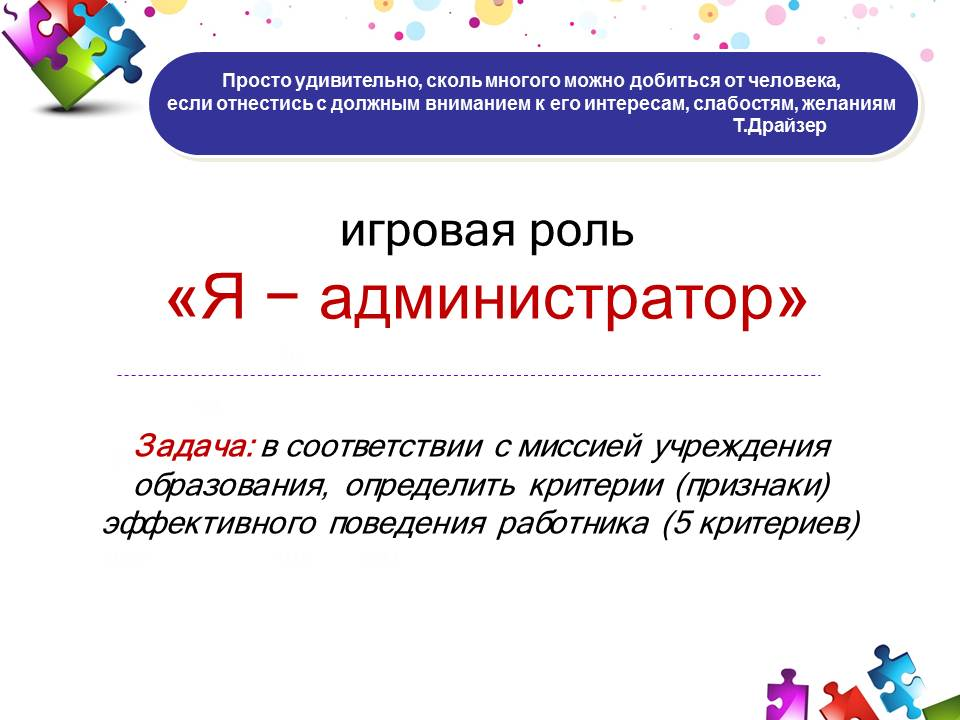 Просто удивительно, сколь многого можно добиться от человека,
если отнестись с должным вниманием к его интересам, слабостям, желаниям
Т.Драйзер
игровая роль
«Я – администратор»
Задача: в соответствии с миссией учреждения
образования, определить критерии (признаки)
эффективного поведения работника (5 критериев)